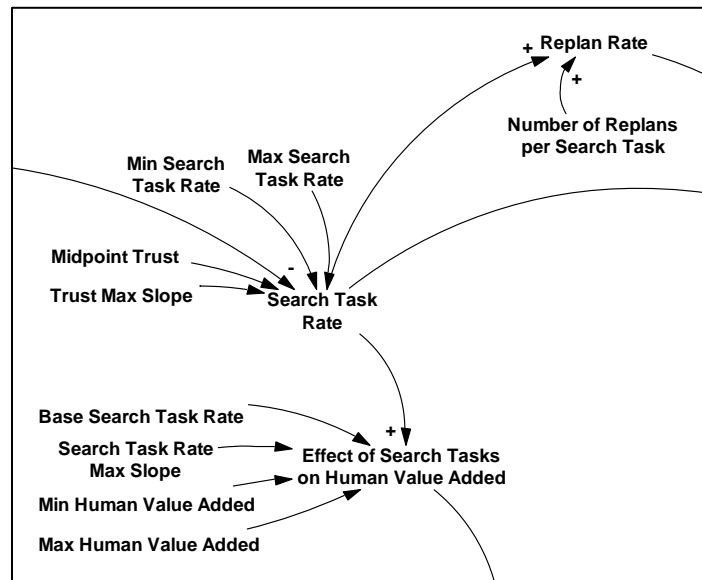 + Replan Rate
+
Number of Replans
per Search Task
Min Search
Task Rate
Max Search
Task Rate
Midpoint Trust
-
Trust Max Slope
Search Task
Rate
Base Search Task Rate
+
Search Task Rate
Max Slope
Effect of Search Tasks
on Human Value Added
Min Human Value Added
Max Human Value Added